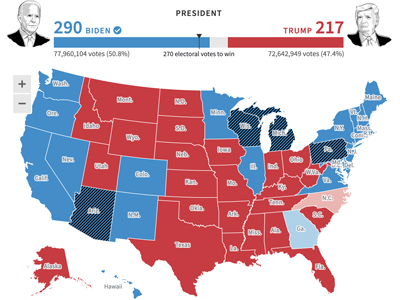 PRESIDENT
290 BIDEN
TRUMP 217
77,960,104 votes (50.8%)
270 electoral votes to win
72,642,949 votes (47.4%)
+
−
Wash.
Mont.
N.D.
Minn.
Maine
Ore.
Idaho
S.D.
Wis.
Mich.
N.Y.
N.H.
Mass.
Conn.
Wyo.
Iowa
Neb.
Pa.
N.J.
Nev.
Utah
Colo.
Ill.
Ind.
Ohio
Del.
Calif.
Kan.
Mo.
W.Va.
Va.
Ky.
Ariz.
N.M.
Okla.
Ark.
Tenn.
N.C.
S.C.
Texas
La.
Miss.
Ala.
Ga.
Fla.
Alaska
Hawaii